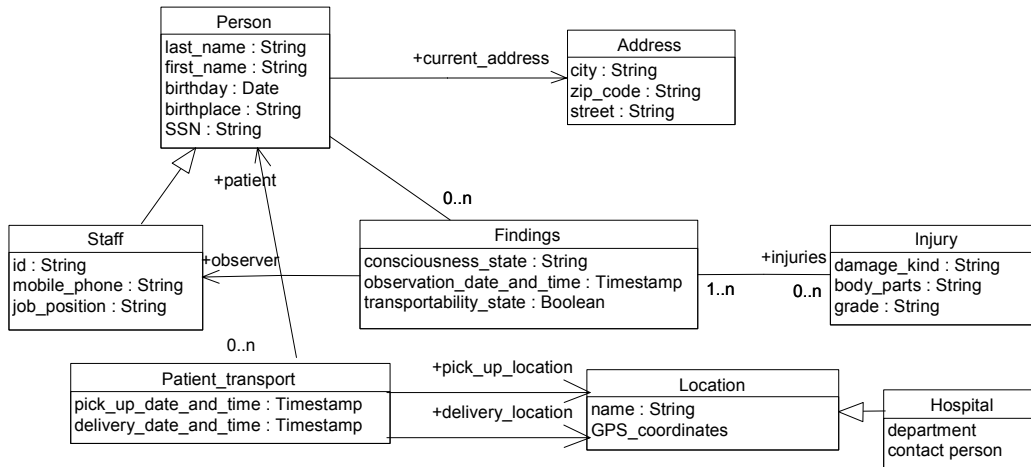 Person
last_name : String
first_name : String
birthday : Date
birthplace : String
SSN : String
+current_address
Address
city : String
zip_code : String
street : String
+patient
0..n
Staff
id : String
mobile_phone : String
job_position : String
+observer
Findings
consciousness_state : String
observation_date_and_time : Timestamp
transportability_state : Boolean
+injuries
1..n
0..n
Injury
damage_kind : String
body_parts : String
grade : String
0..n
Patient_transport
pick_up_date_and_time : Timestamp
delivery_date_and_time : Timestamp
+pick_up_location
+delivery_location
Location
name : String
GPS_coordinates
Hospital
department
contact person